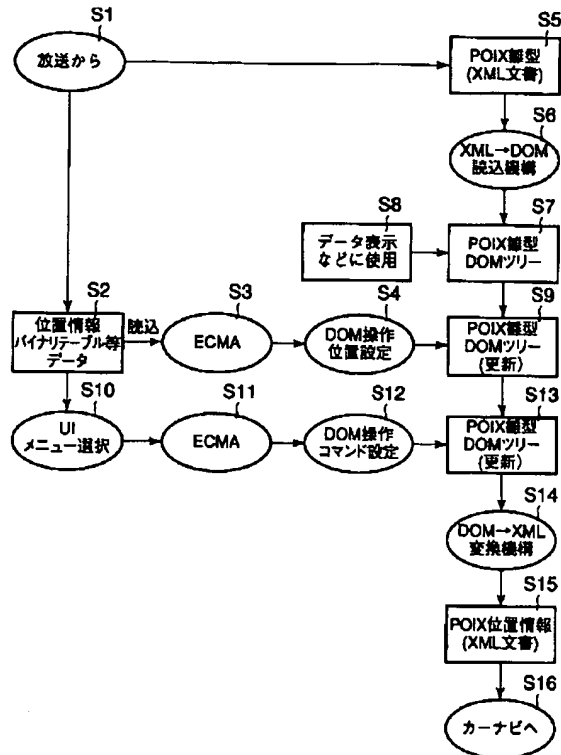 S1
放送から
S5
POIX雛型
(XML文書)
S6
XML→DOM
読込機構
S7
POIX雛型
DOMツリー
S8
データ表示
などに使用
S2
位置情報
バイナリテーブル等
データ
読込
S3
ECMA
S4
DOM操作
位置設定
S9
POIX雛型
DOMツリー
(更新)
S10
UI
メニュー選択
S11
ECMA
S12
DOM操作
コマンド設定
S13
POIX雛型
DOMツリー
(更新)
S14
DOM→XML
変換機構
S15
POIX位置情報
(XML文書)
S16
カーナビへ